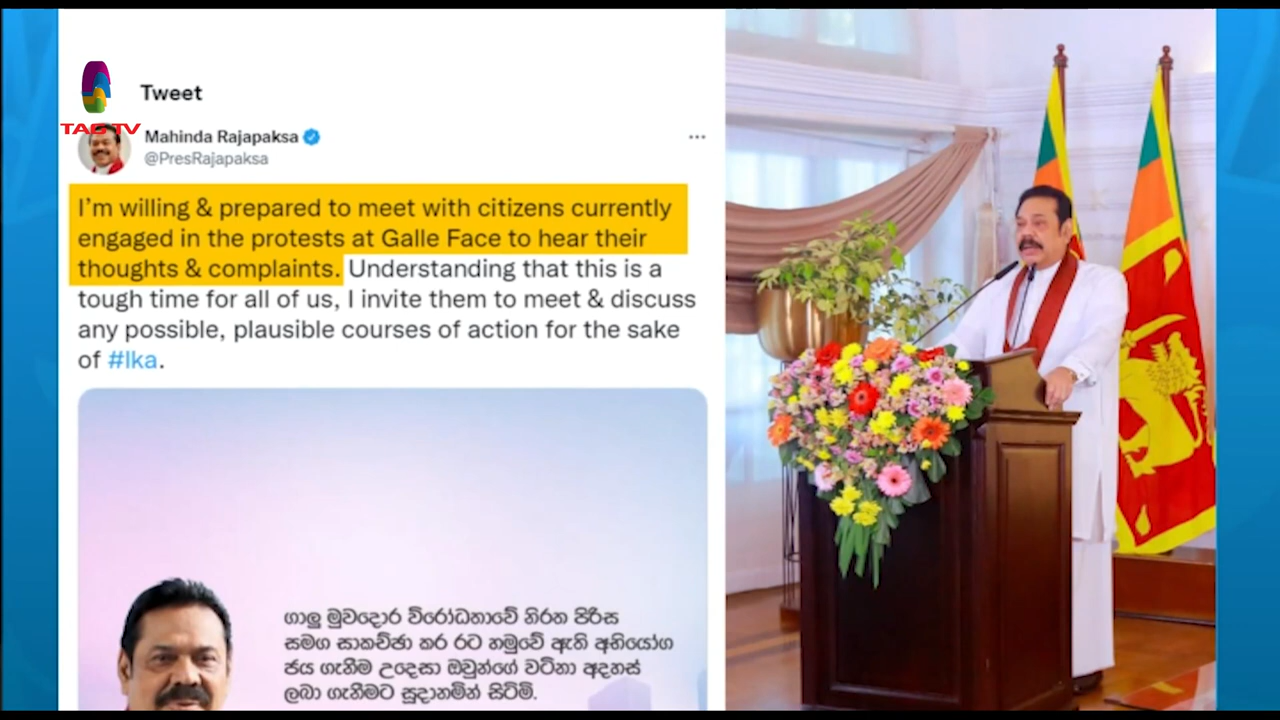 TAG TV
Tweet
Mahinda Rajapaksa
@PresRajapaksa
I'm willing & prepared to meet with citizens currently
engaged in the protests at Galle Face to hear their
thoughts & complaints. Understanding that this is a
tough time for all of us, I invite them to meet & discuss
any possible, plausible courses of action for the sake
of #lka.
ගාලු මුවදොර විරෝධතාවේ නිරත පිරිස
සමග සාකච්ඡා කර රට හමුවේ ඇති අභියෝග
ජය ගැනීම උදෙසා ඔවුන්ගේ වටිනා අදහස්
ලබා ගැනීමට සූදානමින් සිටිමි.